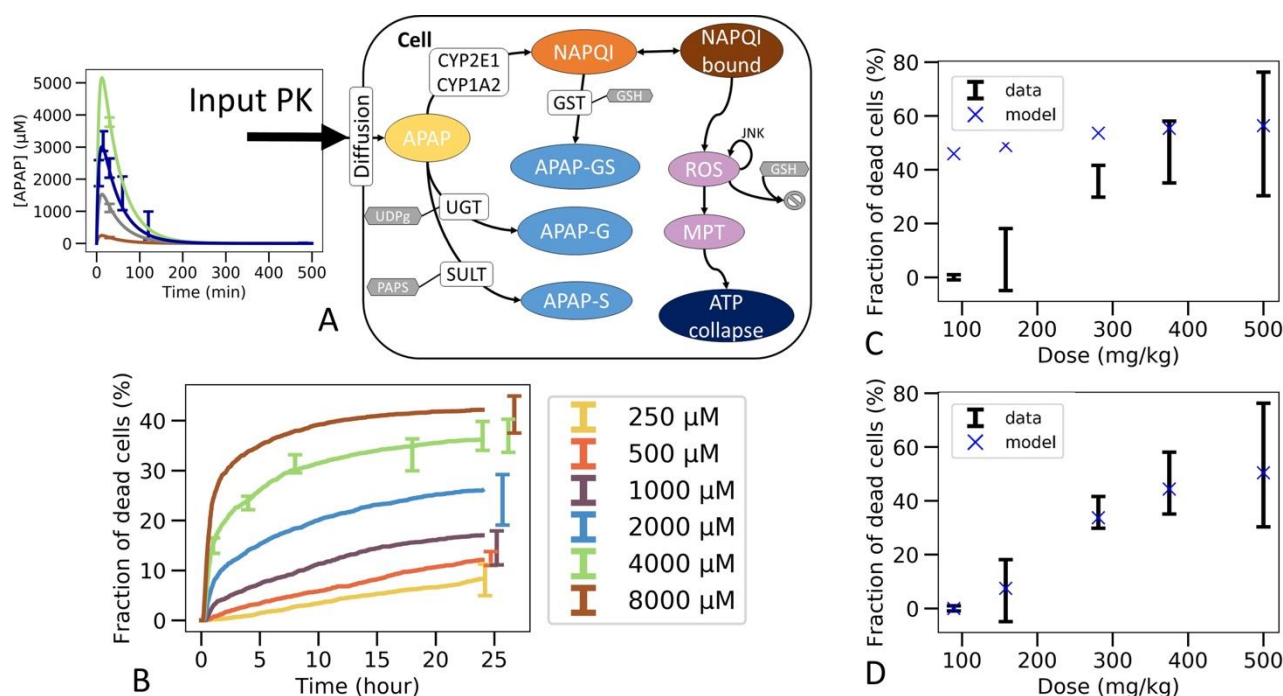 [APAP] (µM)
5000
4000
3000
2000
1000
0
0 100 200 300 400 500
Time (min)
A
Input PK
Cell
Diffusion
APAP
CYP2E1
CYP1A2
NAPQI
NAPQI
bound
GST
GSH
APAP-GS
JNK
ROS
GSH
UDPg
UGT
APAP-G
MPT
PAPS
SULT
APAP-S
ATP
collapse
Fraction of dead cells (%)
40
30
20
10
0
0 5 10 15 20 25
Time (hour)
B
250 µM
500 µM
1000 µM
2000 µM
4000 µM
8000 µM
Fraction of dead cells (%)
80
60
40
20
0
data
model
100 200 300 400 500
Dose (mg/kg)
C
Fraction of dead cells (%)
80
60
40
20
0
data
model
100 200 300 400 500
Dose (mg/kg)
D